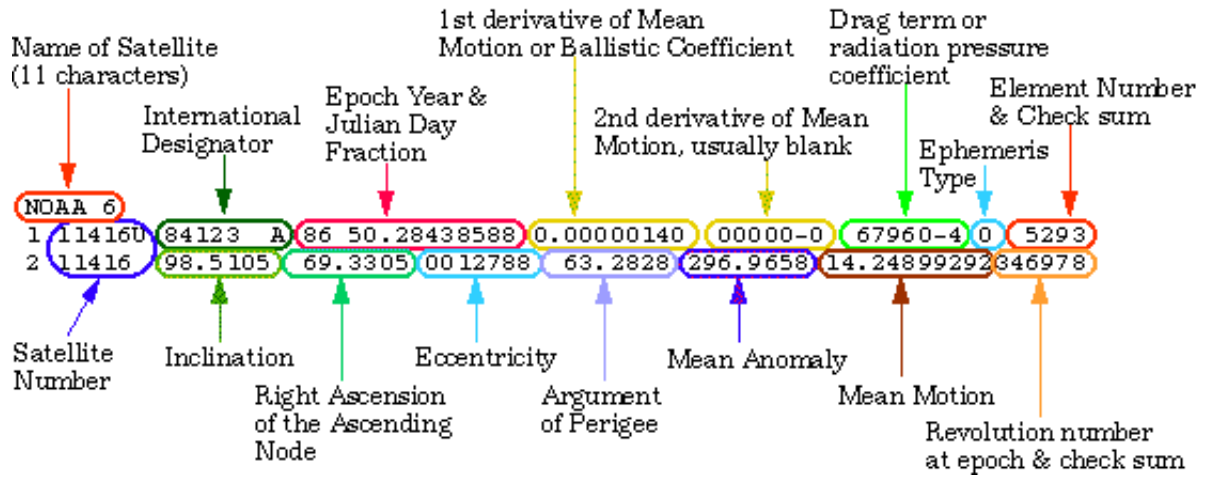 Name of Satellite
(11 characters)
International
Designator
Epoch Year &
Julian Day
Fraction
1st derivative of Mean
Motion or Ballistic Coefficient
2nd derivative of Mean
Motion, usually blank
Drag term or
radiation pressure
coefficient
Ephemeris
Type
Element Number
& Check sum
NOAA 6
1 11416U 84123 A 86 50.28438588 0.00000140 00000-0 67960-4 0 5293
2 11416 98.5105 69.3305 0012788 63.2828 296.9658 14.24899292346978
Satellite
Number
Inclination
Right Ascension
of the Ascending
Node
Eccentricity
Argument
of Perigee
Mean Anomaly
Mean Motion
Revolution number
at epoch & check sum